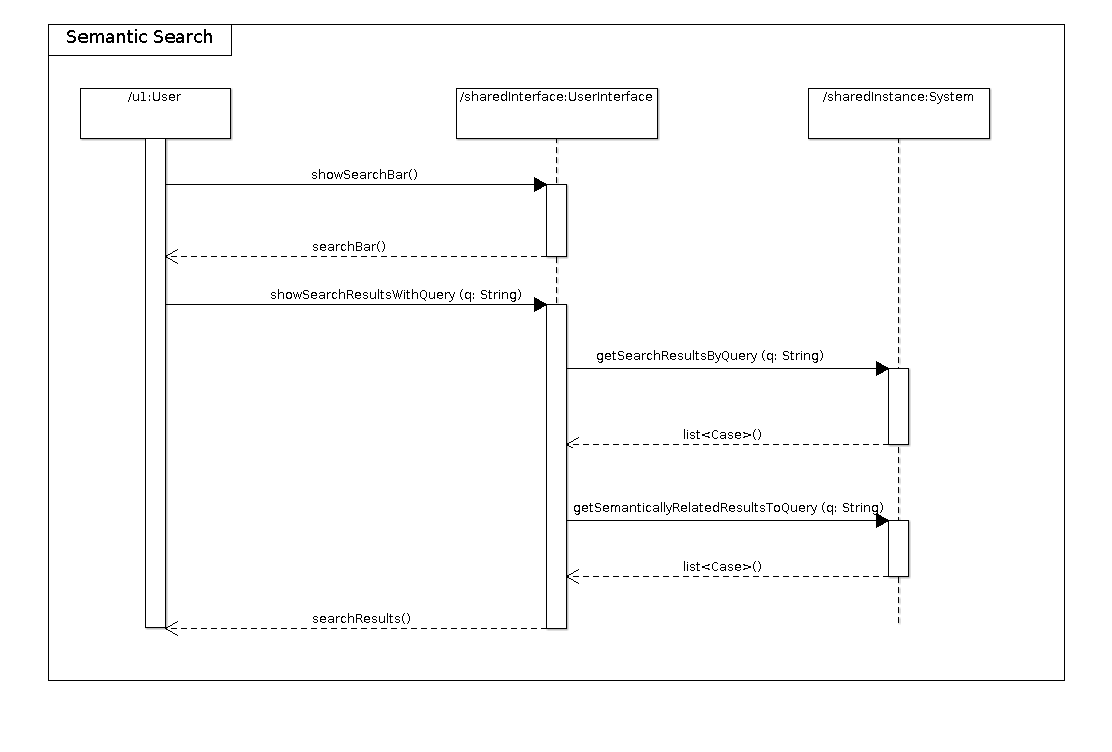 Semantic Search
/u1:User
/sharedInterface:UserInterface
/sharedInstance:System
showSearchBar()
searchBar()
showSearchResultsWithQuery (q: String)
getSearchResultsByQuery (q: String)
list<Case>()
getSemanticallyRelatedResultsToQuery (q: String)
list<Case>()
searchResults()